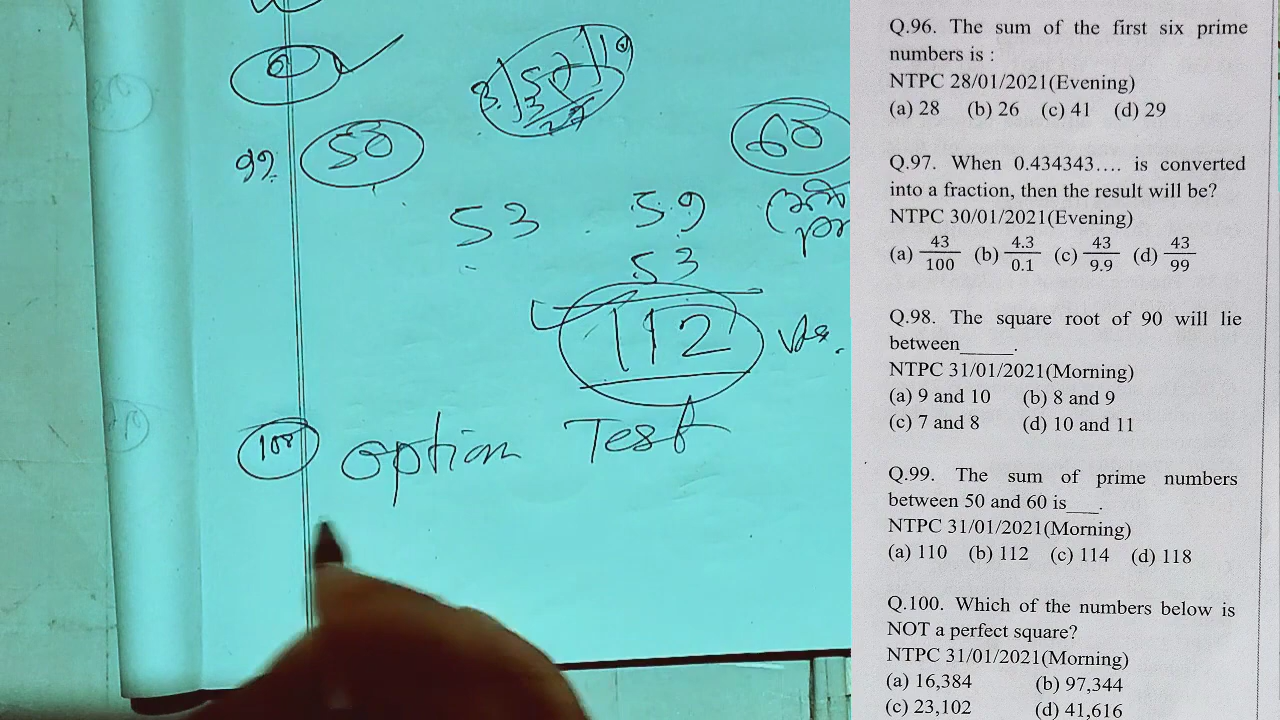 99. 50 60
53 59
53
112
100 option Test
Q.96. The sum of the first six prime
numbers is :
NTPC 28/01/2021(Evening)
(a) 28 (b) 26 (c) 41 (d) 29
Q.97. When 0.434343.... is converted
into a fraction, then the result will be?
NTPC 30/01/2021(Evening)
(a) 43/100 (b) 4.3/0.1 (c) 43/9.9 (d) 43/99
Q.98. The square root of 90 will lie
between_____.
NTPC 31/01/2021(Morning)
(a) 9 and 10 (b) 8 and 9
(c) 7 and 8 (d) 10 and 11
Q.99. The sum of prime numbers
between 50 and 60 is___.
NTPC 31/01/2021(Morning)
(a) 110 (b) 112 (c) 114 (d) 118
Q.100. Which of the numbers below is
NOT a perfect square?
NTPC 31/01/2021(Morning)
(a) 16,384 (b) 97,344
(c) 23,102 (d) 41,616